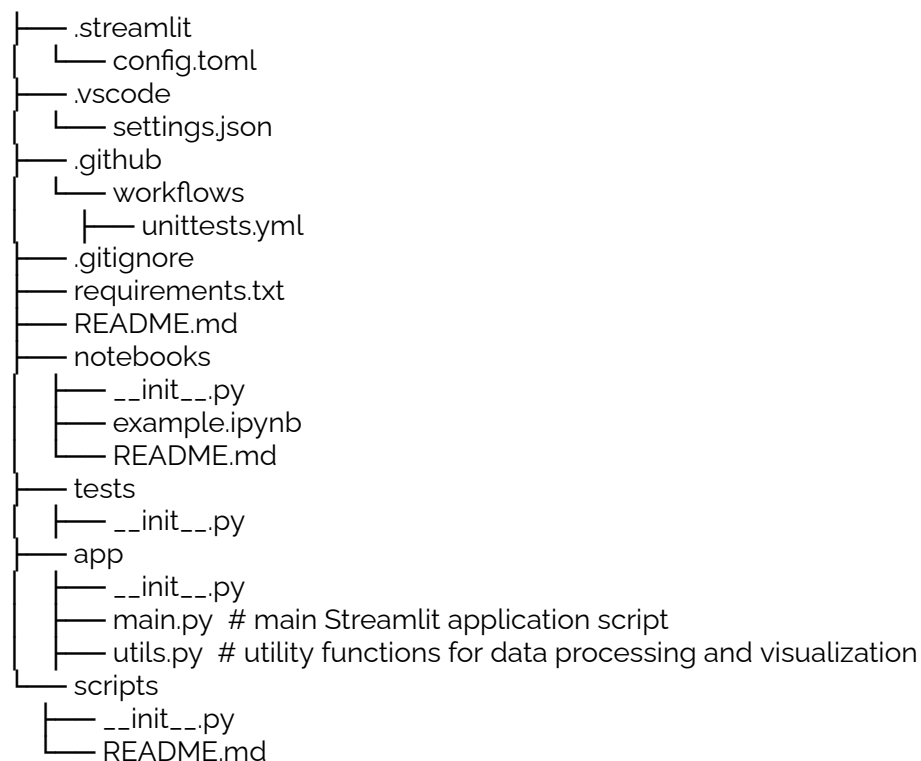 ├── .streamlit
│   └── config.toml
├── .vscode
│   └── settings.json
├── .github
│   └── workflows
│       ├── unittests.yml
├── .gitignore
├── requirements.txt
├── README.md
├── notebooks
│   ├── __init__.py
│   ├── example.ipynb
│   └── README.md
├── tests
│   ├── __init__.py
├── app
│   ├── __init__.py
│   ├── main.py  # main Streamlit application script
│   ├── utils.py  # utility functions for data processing and visualization
└── scripts
    ├── __init__.py
    └── README.md